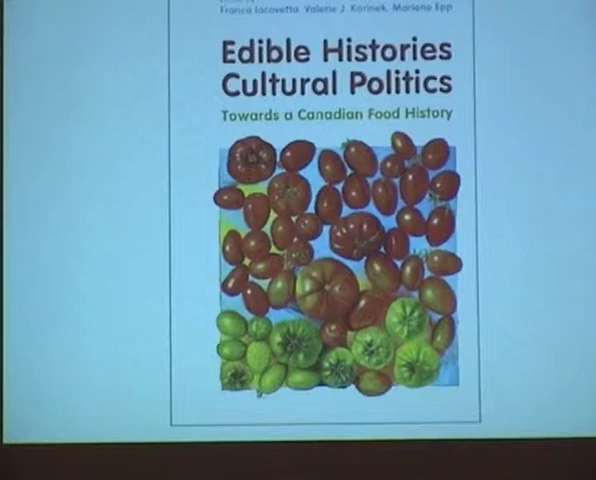 Franca Iacovetta, Valerie J. Korinek, Marlene Epp
Edible Histories
Cultural Politics
Towards a Canadian Food History